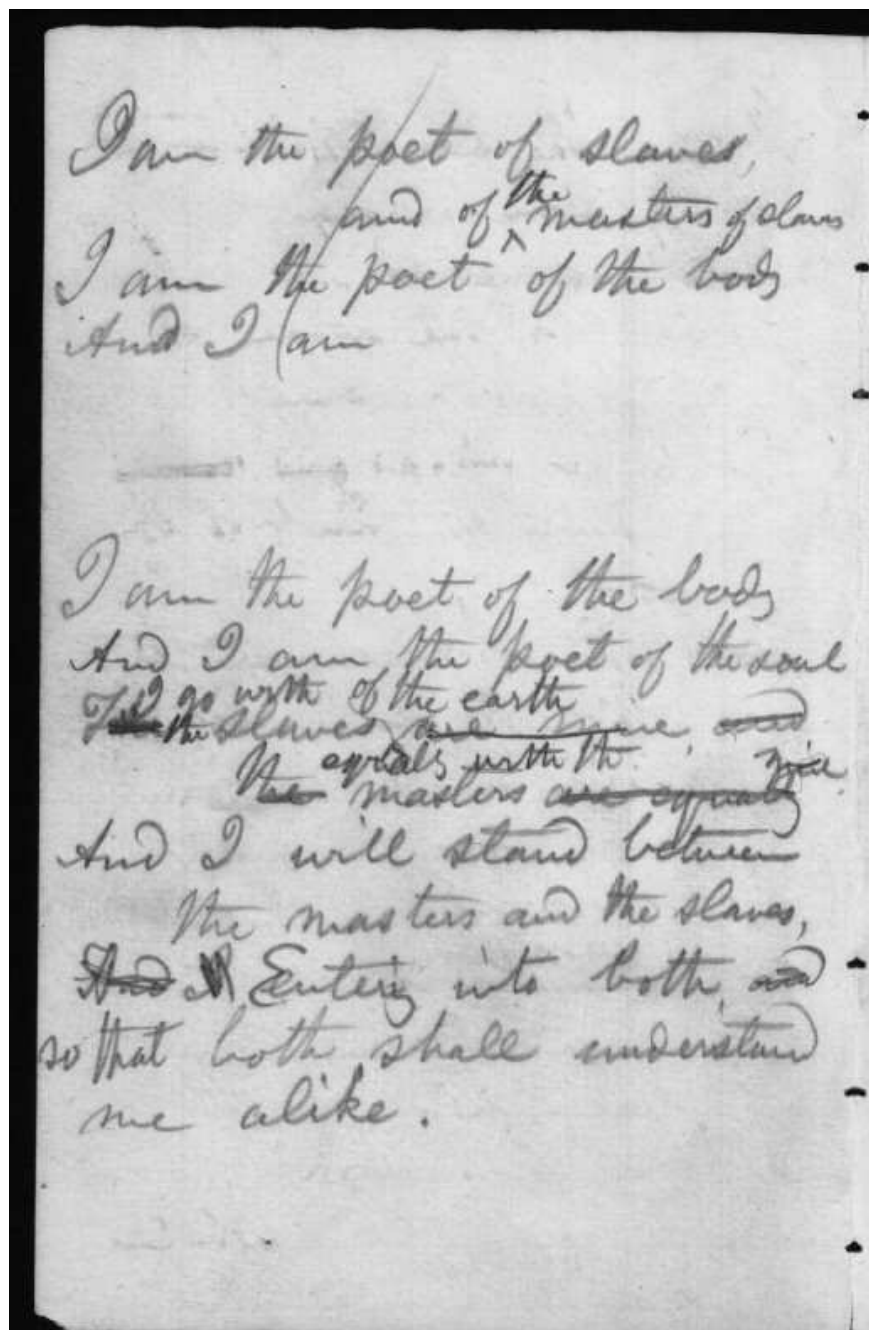 I am the poet of slaves,
and of the masters of slaves
I am the poet of the body
And I am
I am the poet of the body
And I am the poet of the soul
I go with the slaves of the earth are mine, and
The equally with the masters are equally
And I will stand between
the masters and the slaves,
And I Entering into both, and
so that both shall understand
me alike.